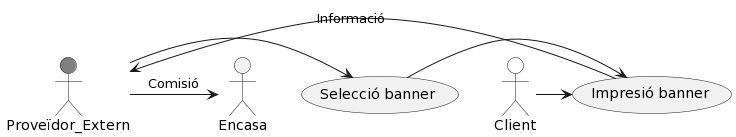 Informació
Comisió
Selecció banner
Impresió banner
Proveïdor_Extern
Encasa
Client